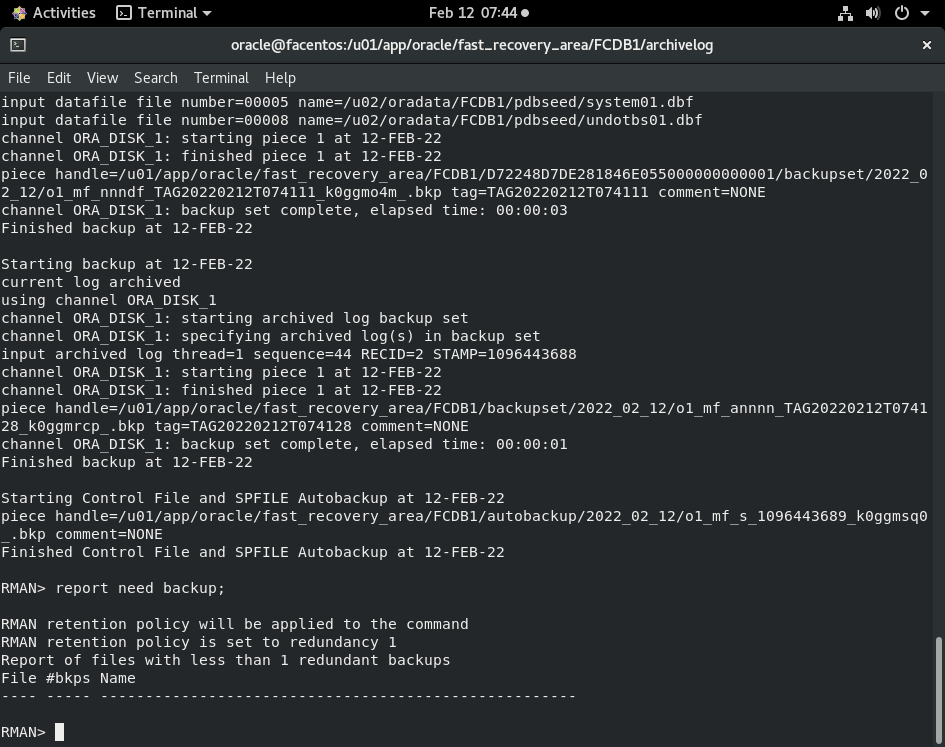 Activities Terminal Feb 12 07:44
oracle@facentos:/u01/app/oracle/fast_recovery_area/FCDB1/archivelog
File Edit View Search Terminal Help
input datafile file number=00005 name=/u02/oradata/FCDB1/pdbseed/system01.dbf
input datafile file number=00008 name=/u02/oradata/FCDB1/pdbseed/undotbs01.dbf
channel ORA_DISK_1: starting piece 1 at 12-FEB-22
channel ORA_DISK_1: finished piece 1 at 12-FEB-22
piece handle=/u01/app/oracle/fast_recovery_area/FCDB1/D72248D7DE281846E055000000000001/backupset/2022_0
2_12/o1_mf_nnndf_TAG20220212T074111_k0ggmo4m_.bkp tag=TAG20220212T074111 comment=NONE
channel ORA_DISK_1: backup set complete, elapsed time: 00:00:03
Finished backup at 12-FEB-22
Starting backup at 12-FEB-22
current log archived
using channel ORA_DISK_1
channel ORA_DISK_1: starting archived log backup set
channel ORA_DISK_1: specifying archived log(s) in backup set
input archived log thread=1 sequence=44 RECID=2 STAMP=1096443688
channel ORA_DISK_1: starting piece 1 at 12-FEB-22
channel ORA_DISK_1: finished piece 1 at 12-FEB-22
piece handle=/u01/app/oracle/fast_recovery_area/FCDB1/backupset/2022_02_12/o1_mf_annnn_TAG20220212T0741
28_k0ggmrcp_.bkp tag=TAG20220212T074128 comment=NONE
channel ORA_DISK_1: backup set complete, elapsed time: 00:00:01
Finished backup at 12-FEB-22
Starting Control File and SPFILE Autobackup at 12-FEB-22
piece handle=/u01/app/oracle/fast_recovery_area/FCDB1/autobackup/2022_02_12/o1_mf_s_1096443689_k0ggmsq0
_.bkp comment=NONE
Finished Control File and SPFILE Autobackup at 12-FEB-22
RMAN> report need backup;
RMAN retention policy will be applied to the command
RMAN retention policy is set to redundancy 1
Report of files with less than 1 redundant backups
File #bkps Name
---- ----- -----------------------------------------------------
RMAN>